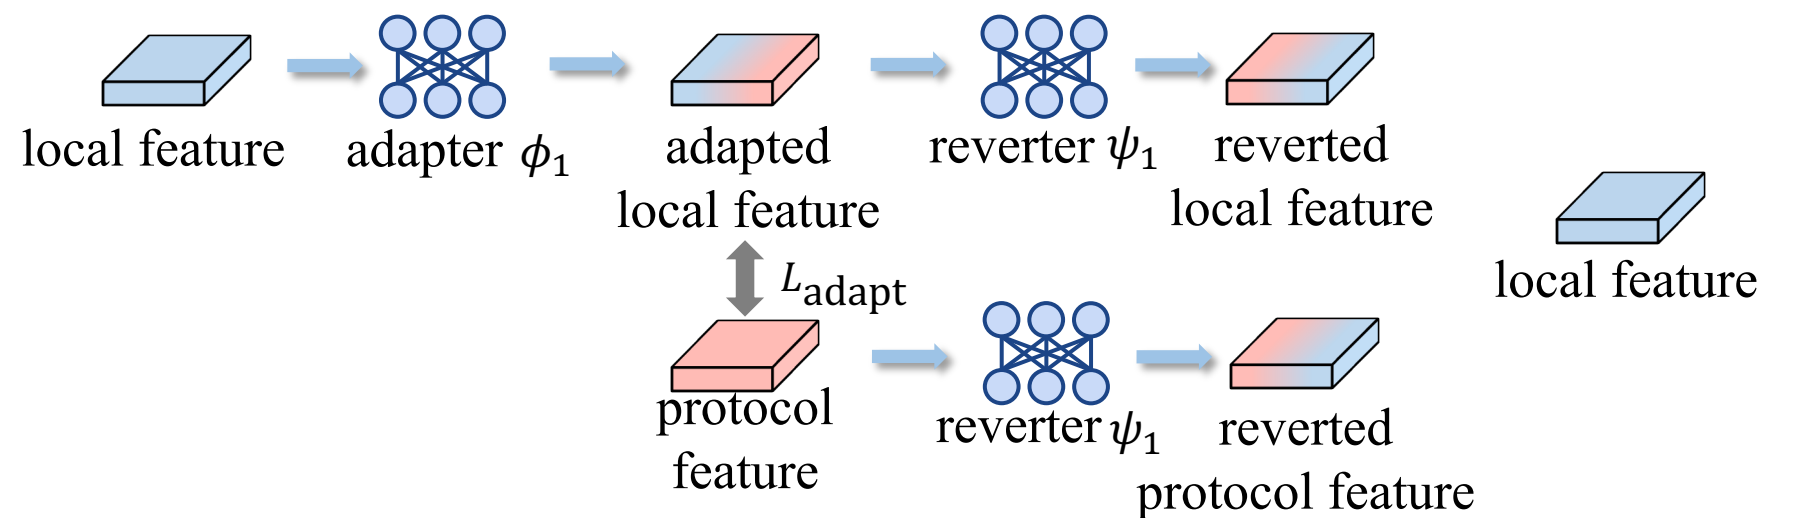 local feature
adapter ϕ₁
adapted
local feature
reverter ψ₁
reverted
local feature
local feature
L_adapt
protocol
feature
reverter ψ₁
reverted
protocol feature